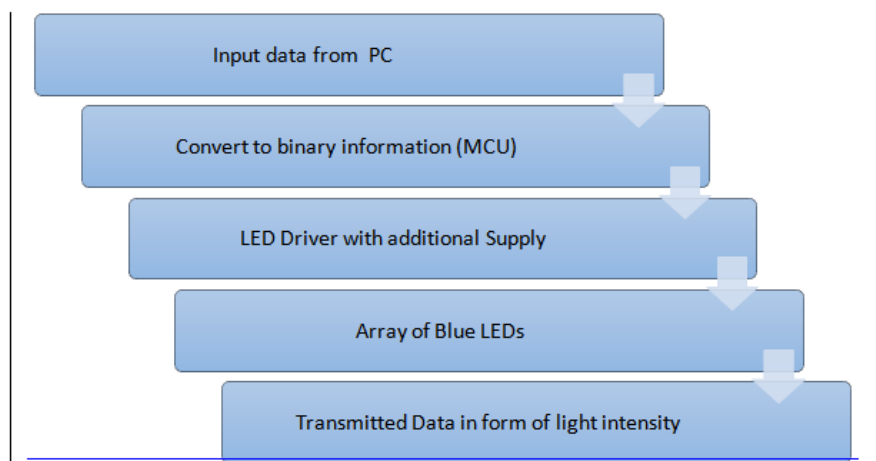 Input data from PC
Convert to binary information (MCU)
LED Driver with additional Supply
Array of Blue LEDs
Transmitted Data in form of light intensity